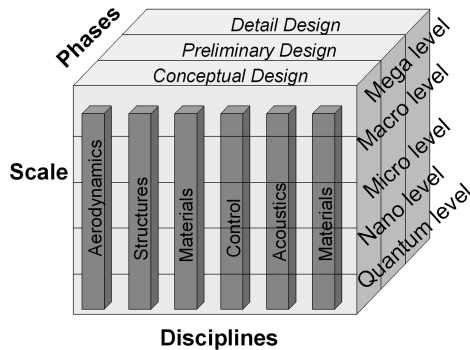 Phases
Detail Design
Preliminary Design
Conceptual Design
Mega level
Macro level
Micro level
Nano level
Quantum level
Scale
Aerodynamics
Structures
Materials
Control
Acoustics
Materials
Disciplines